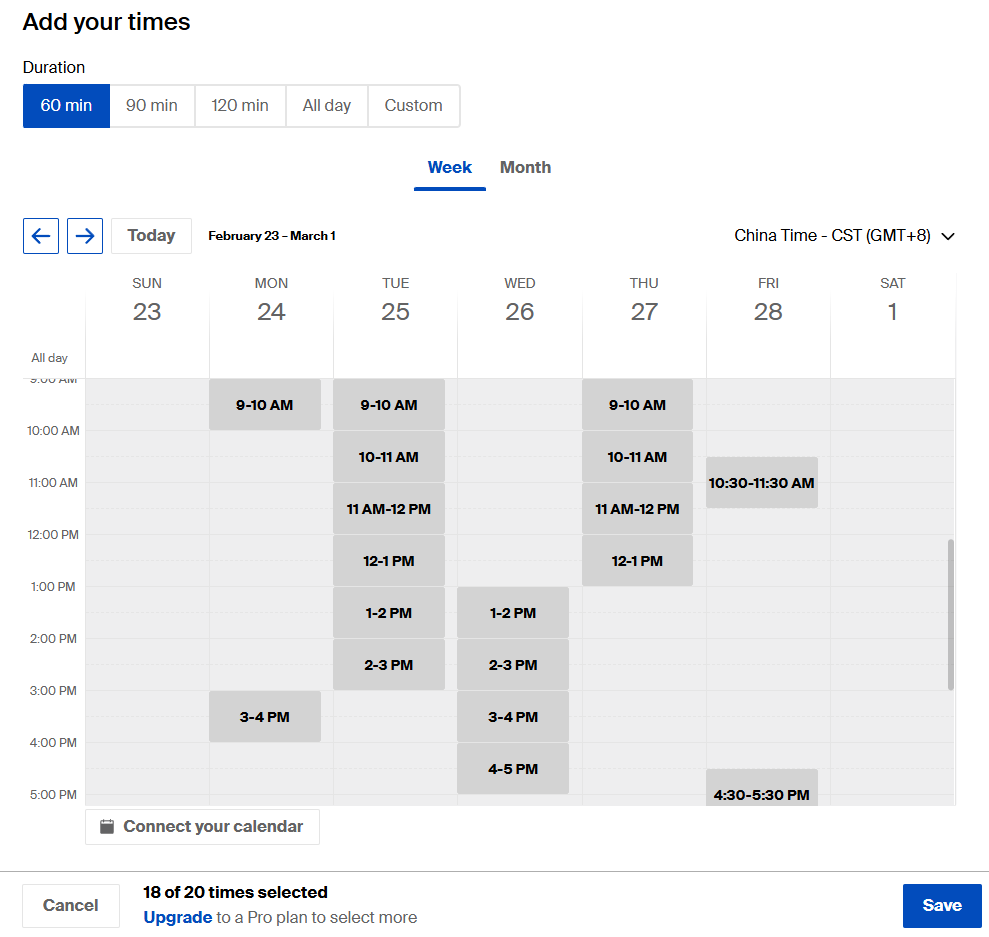 Add your times
Duration
60 min 90 min 120 min All day Custom
Week Month
Today February 23 – March 1 China Time - CST (GMT+8)
SUN MON TUE WED THU FRI SAT
23 24 25 26 27 28 1
All day
9:00 AM
9-10 AM 9-10 AM 9-10 AM
10:00 AM
10-11 AM 10-11 AM
11:00 AM 10:30-11:30 AM
11 AM-12 PM 11 AM-12 PM
12:00 PM
12-1 PM 12-1 PM
1:00 PM
1-2 PM 1-2 PM
2:00 PM
2-3 PM 2-3 PM
3:00 PM
3-4 PM 3-4 PM
4:00 PM
4-5 PM
5:00 PM 4:30-5:30 PM
Connect your calendar
Cancel 18 of 20 times selected Save
Upgrade to a Pro plan to select more